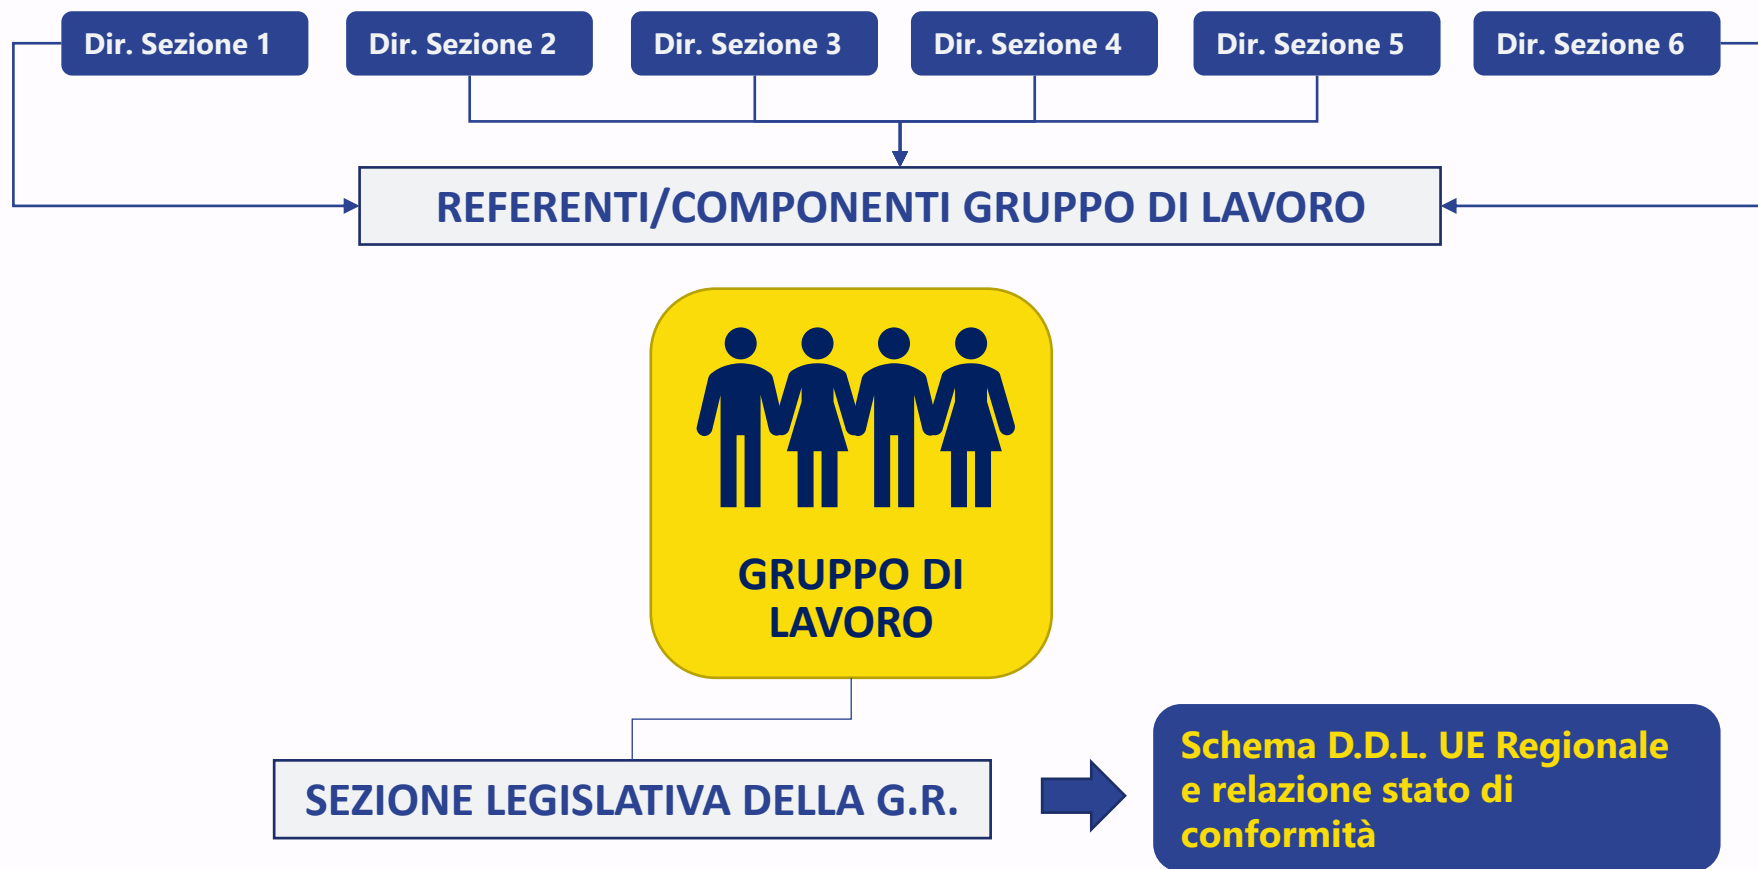 Dir. Sezione 1
Dir. Sezione 2
Dir. Sezione 3
Dir. Sezione 4
Dir. Sezione 5
Dir. Sezione 6
REFERENTI/COMPONENTI GRUPPO DI LAVORO
GRUPPO DI
LAVORO
SEZIONE LEGISLATIVA DELLA G.R.
Schema D.D.L. UE Regionale
e relazione stato di
conformità